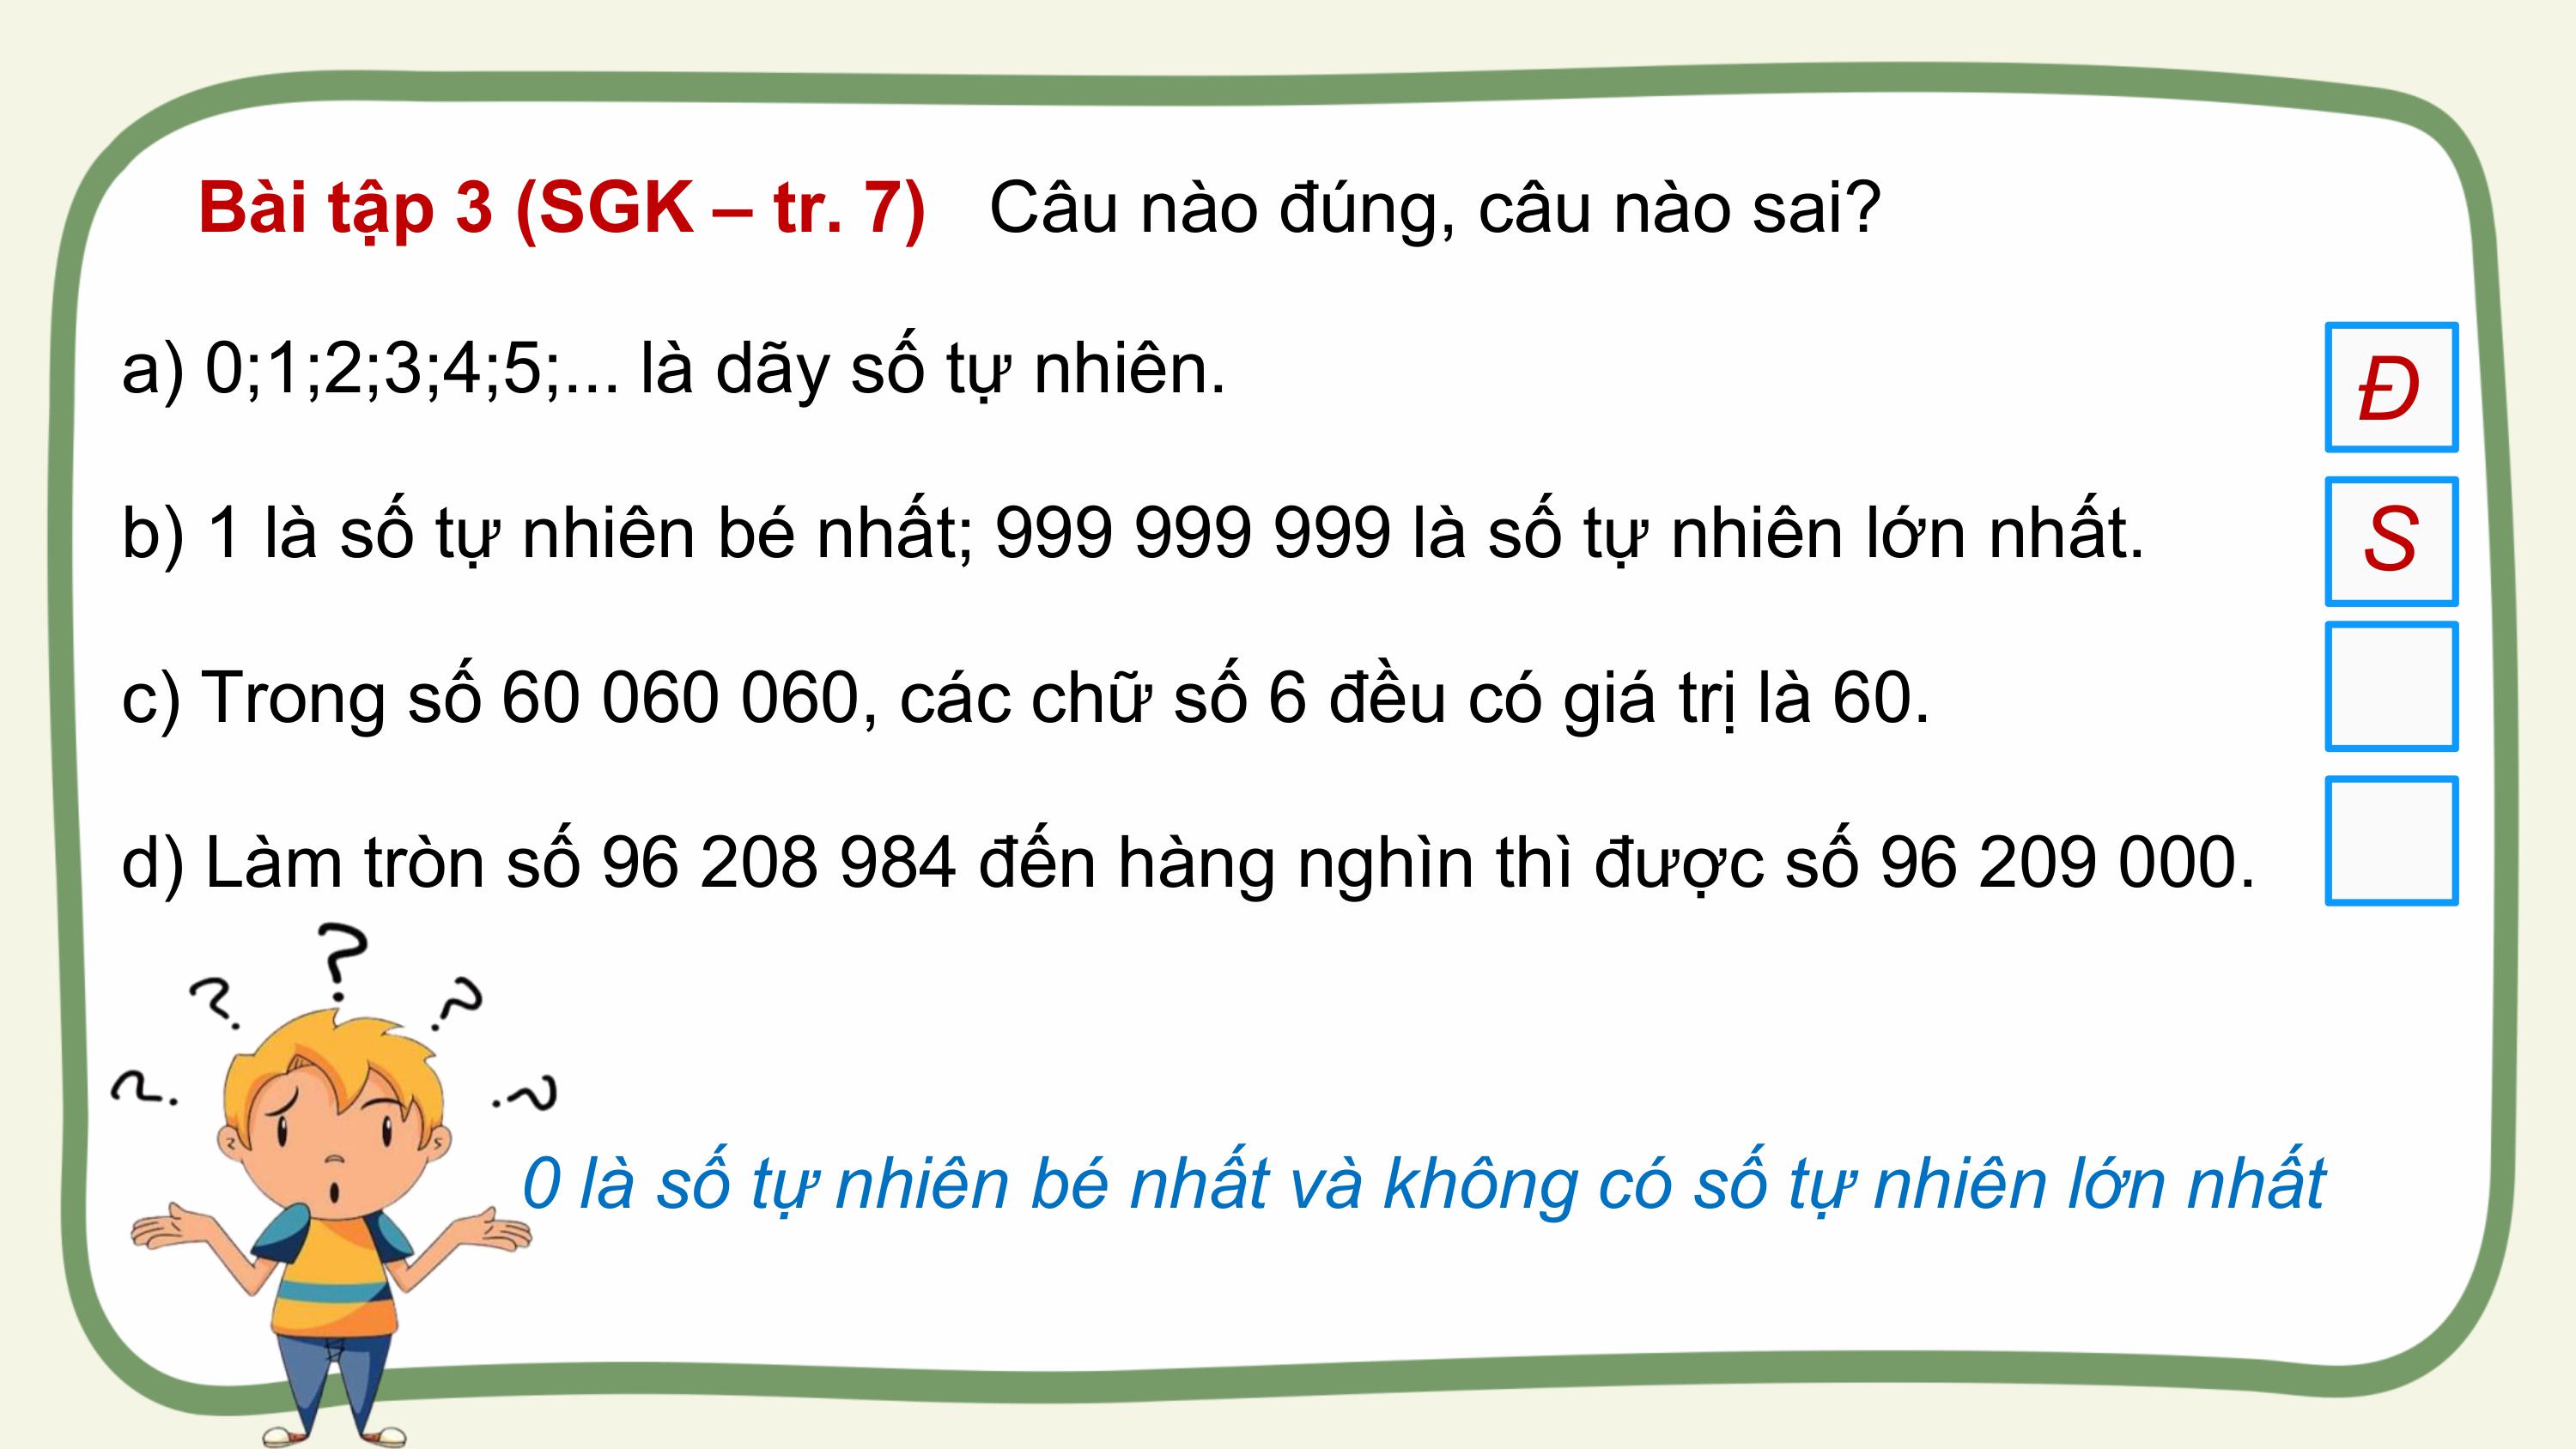 Bài tập 3 (SGK – tr. 7) Câu nào đúng, câu nào sai?
a) 0;1;2;3;4;5;... là dãy số tự nhiên.
Đ
b) 1 là số tự nhiên bé nhất; 999 999 999 là số tự nhiên lớn nhất.
S
c) Trong số 60 060 060, các chữ số 6 đều có giá trị là 60.
d) Làm tròn số 96 208 984 đến hàng nghìn thì được số 96 209 000.
? ? ? ? ?
0 là số tự nhiên bé nhất và không có số tự nhiên lớn nhất